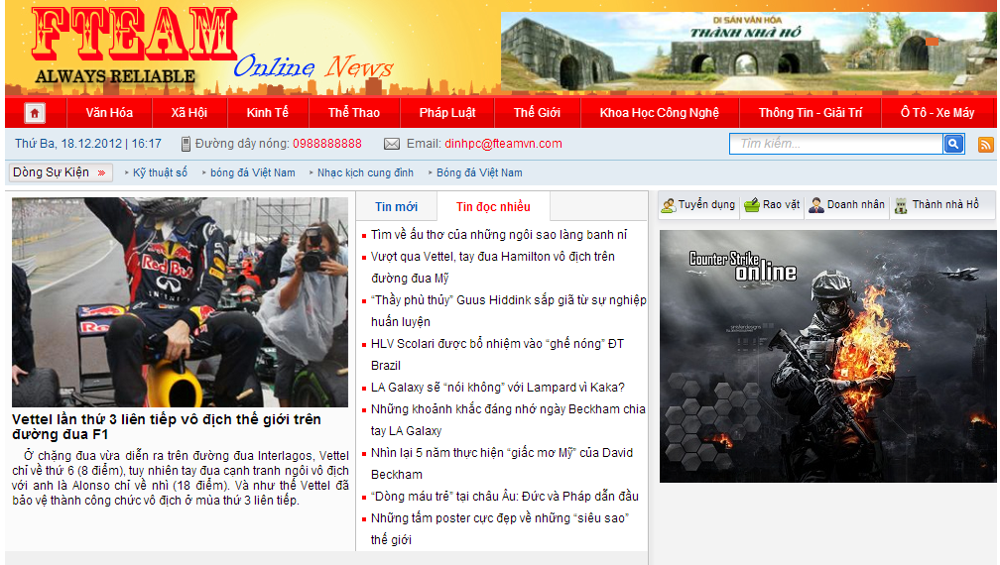 FTEAM
ALWAYS RELIABLE
Online News
DI SẢN VĂN HÓA
THÀNH NHÀ HỒ
Văn Hóa Xã Hội Kinh Tế Thể Thao Pháp Luật Thế Giới Khoa Học Công Nghệ Thông Tin - Giải Trí Ô Tô - Xe Máy
Thứ Ba, 18.12.2012 | 16:17 Đường dây nóng: 0988888888 Email: dinhpc@fteamvn.com Tìm kiếm...
Dòng Sự Kiện » Kỹ thuật số bóng đá Việt Nam Nhạc kịch cung đình Bóng đá Việt Nam
Tin mới Tin đọc nhiều
Tuyển dụng Rao vặt Doanh nhân Thành nhà Hồ
Red Bull
INFINITI
Red Bull
Vettel lần thứ 3 liên tiếp vô địch thế giới trên
đường đua F1
Ở chặng đua vừa diễn ra trên đường đua Interlagos, Vettel
chỉ về thứ 6 (8 điểm), tuy nhiên tay đua cạnh tranh ngôi vô địch
với anh là Alonso chỉ về nhì (18 điểm). Và như thế Vettel đã
bảo vệ thành công chức vô địch ở mùa thứ 3 liên tiếp.
Tìm về ấu thơ của những ngôi sao làng banh nỉ
Vượt qua Vettel, tay đua Hamilton vô địch trên
đường đua Mỹ
“Thầy phù thủy” Guus Hiddink sắp giã từ sự nghiệp
huấn luyện
HLV Scolari được bổ nhiệm vào “ghế nóng” ĐT
Brazil
LA Galaxy sẽ “nói không” với Lampard vì Kaka?
Những khoảnh khắc đáng nhớ ngày Beckham chia
tay LA Galaxy
Nhìn lại 5 năm thực hiện “giấc mơ Mỹ” của David
Beckham
“Dòng máu trẻ” tại châu Âu: Đức và Pháp dẫn đầu
Những tấm poster cực đẹp về những “siêu sao”
thế giới
Counter Strike
online